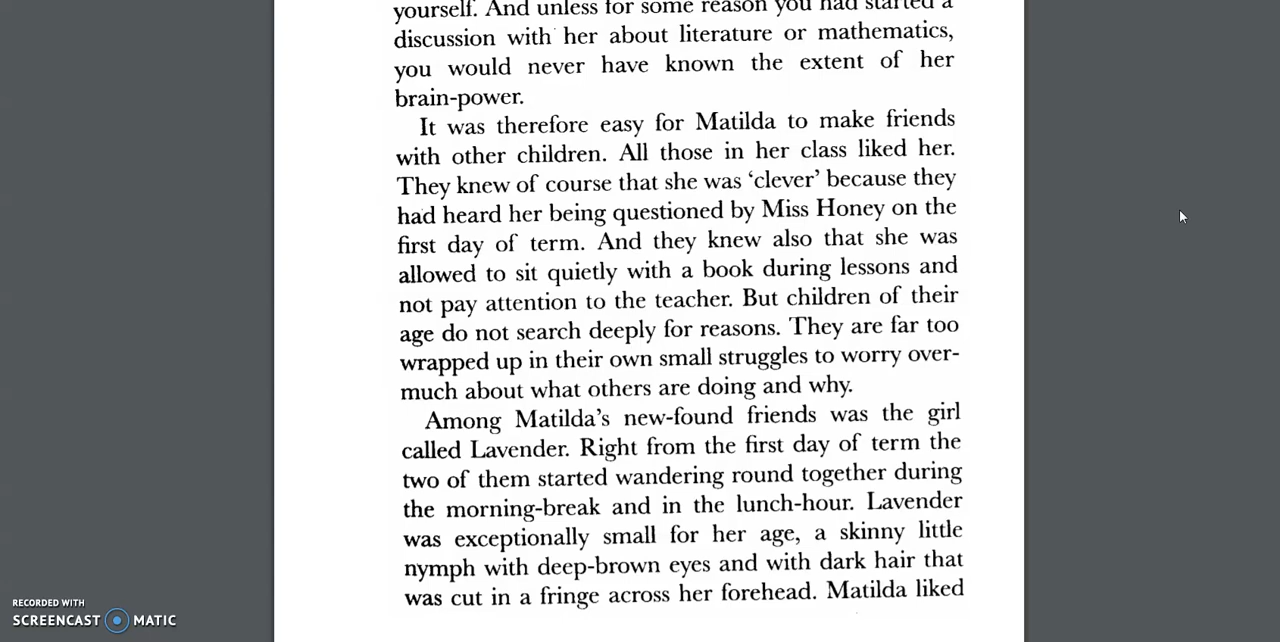 yourself. And unless for some reason you had started a
discussion with her about literature or mathematics,
you would never have known the extent of her
brain-power.
It was therefore easy for Matilda to make friends
with other children. All those in her class liked her.
They knew of course that she was ‘clever’ because they
had heard her being questioned by Miss Honey on the
first day of term. And they knew also that she was
allowed to sit quietly with a book during lessons and
not pay attention to the teacher. But children of their
age do not search deeply for reasons. They are far too
wrapped up in their own small struggles to worry over-
much about what others are doing and why.
Among Matilda’s new-found friends was the girl
called Lavender. Right from the first day of term the
two of them started wandering round together during
the morning-break and in the lunch-hour. Lavender
was exceptionally small for her age, a skinny little
nymph with deep-brown eyes and with dark hair that
was cut in a fringe across her forehead. Matilda liked
RECORDED WITH
SCREENCAST MATIC